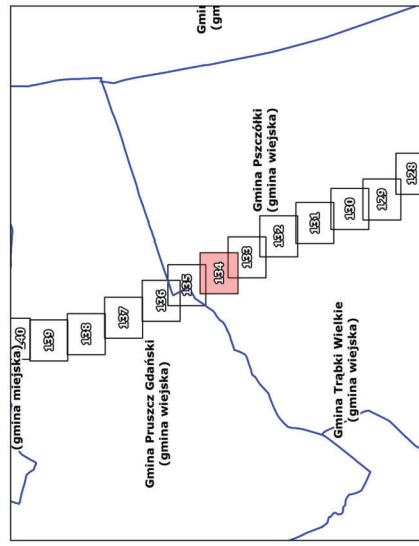 (gmina miejska)
Gmina Pruszcz Gdański
(gmina wiejska)
Gmina Pszczółki
(gmina wiejska)
Gmina Trąbki Wielkie
(gmina wiejska)
139
138
137
136
135
134
133
132
131
130
129
128